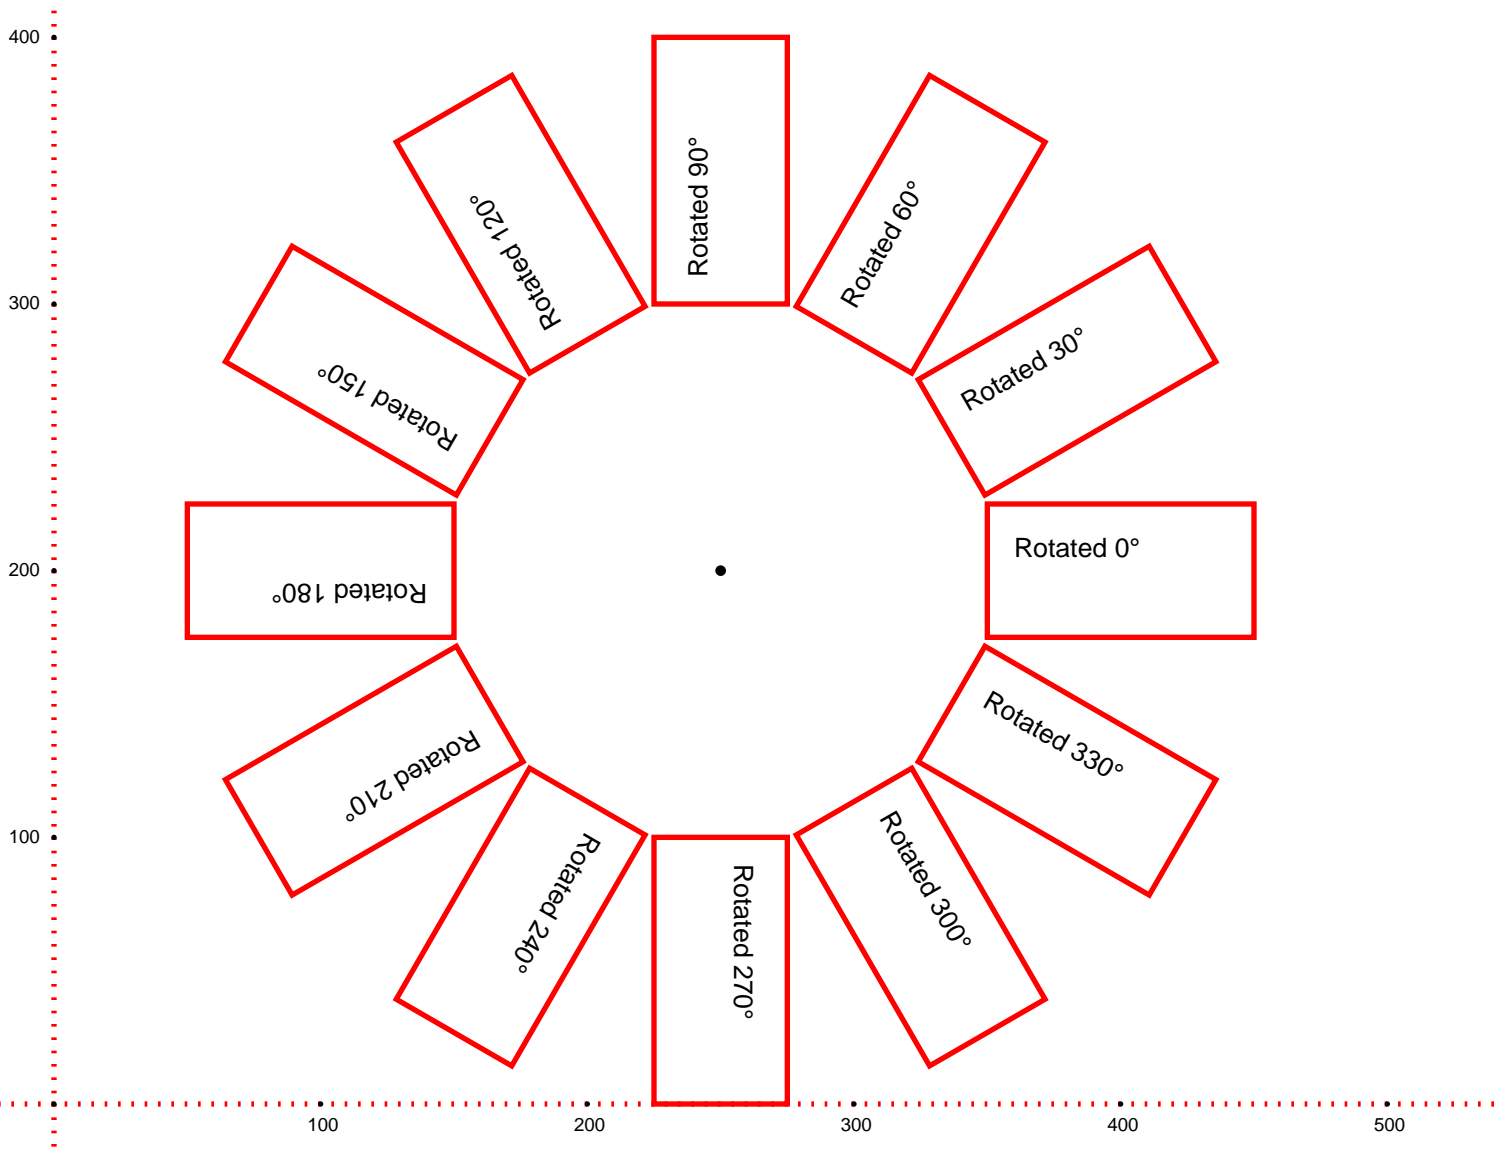 400
Rotated 90°
Rotated 60°
Rotated 120°
300
Rotated 30°
Rotated 150°
Rotated 0°
200
Rotated 180°
Rotated 330°
Rotated 210°
100
Rotated 300°
Rotated 240°
Rotated 270°
100
200
300
400
500